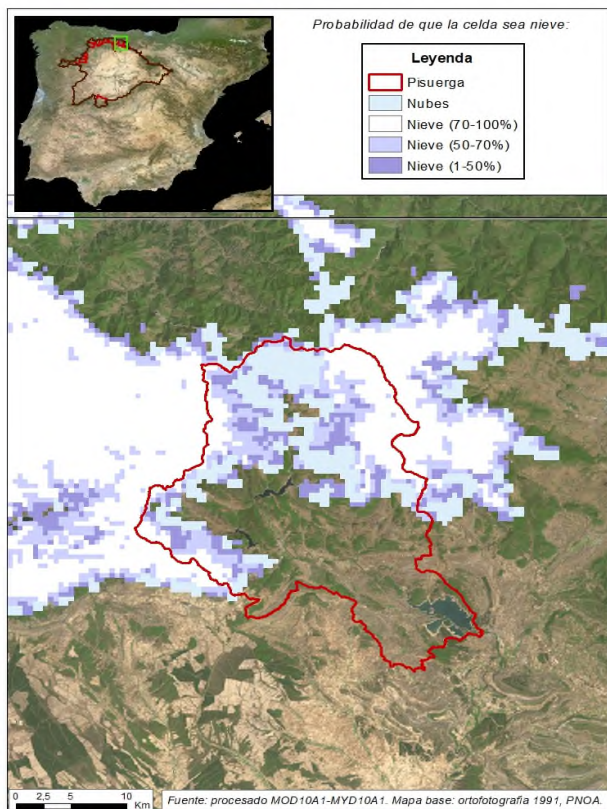 Probabilidad de que la celda sea nieve:
Leyenda
Pisuerga
Nubes
Nieve (70-100%)
Nieve (50-70%)
Nieve (1-50%)
0 2,5 5 10
Km
Fuente: procesado MOD10A1-MYD10A1. Mapa base: ortofotografia 1991, PNOA